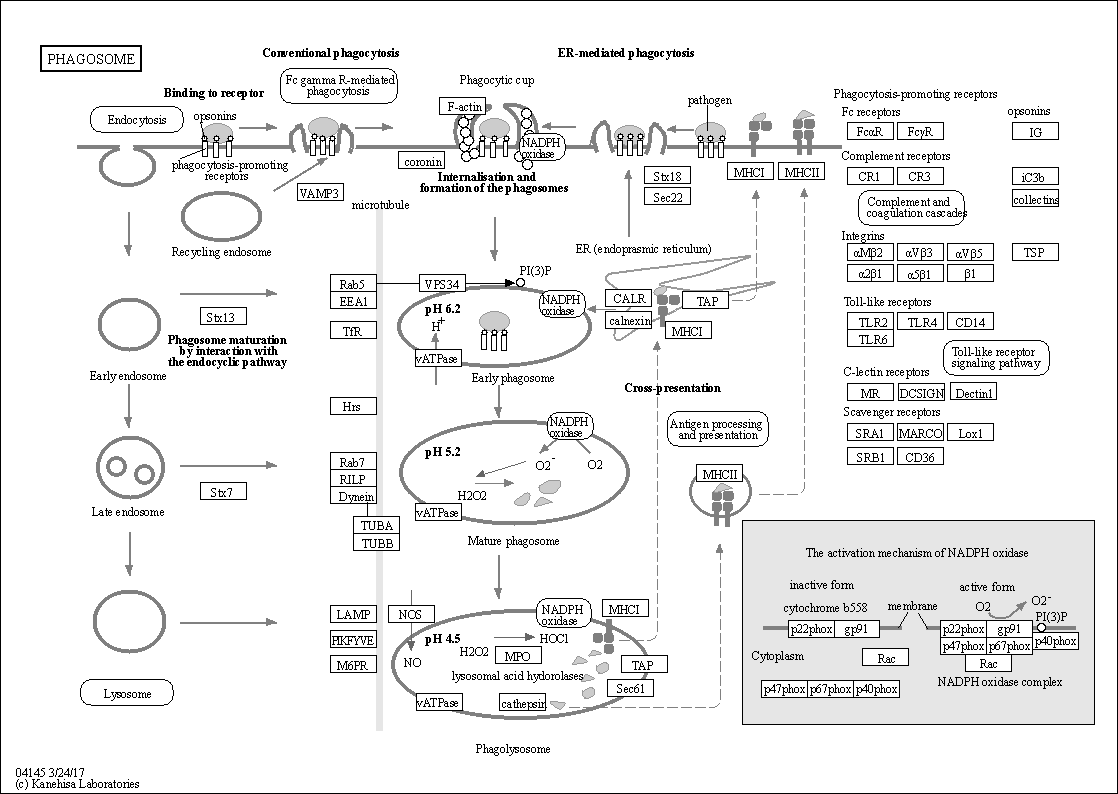 PHAGOSOME
Conventional phagocytosis
ER-mediated phagocytosis
Binding to receptor
Fc gamma R-mediated
phagocytosis
Phagocytic cup
F-actin
pathogen
Endocytosis
opsonins
NADPH
oxidase
phagocytosis-promoting
receptors
coronin
Internalisation and
formation of the phagosomes
VAMP3
Stx18
Sec22
MHCI
MHCII
Recycling endosome
microtubule
ER (endoprasmic reticulum)
Phagocytosis-promoting receptors
Fc receptors
opsonins
FcαR
FcγR
IG
Complement receptors
CR1
CR3
iC3b
collectins
Complement and
coagulation cascades
Integrins
αMβ2
αVβ3
αVβ5
TSP
α2β1
α5β1
β1
Toll-like receptors
TLR2
TLR4
CD14
TLR6
Toll-like receptor
signaling pathway
C-lectin receptors
MR
DCSIGN
Dectin1
Scavenger receptors
SRA1
MARCO
Lox1
SRB1
CD36
Rab5
EEA1
TfR
VPS34
PI(3)P
pH 6.2
H+
NADPH
oxidase
CALR
calnexin
TAP
MHCI
vATPase
Early phagosome
Stx13
Phagosome maturation
by interaction with
the endocyclic pathway
Early endosome
Hrs
Cross-presentation
Antigen processing
and presentation
MHCII
NADPH
oxidase
pH 5.2
O2-
O2
H2O2
vATPase
Mature phagosome
Rab7
RILP
Dynein
TUBA
TUBB
Stx7
Late endosome
LAMP
PIKFYVE
M6PR
NOS
NO
NADPH
oxidase
MHCI
pH 4.5
HOCl
H2O2
MPO
lysosomal acid hydorolases
TAP
Sec61
vATPase
cathepsin
Phagolysosome
Lysosome
The activation mechanism of NADPH oxidase
inactive form
active form
cytochrome b558
membrane
O2
O2-
PI(3)P
p22phox
gp91
p22phox
gp91
p47phox
p67phox
p40phox
Cytoplasm
Rac
Rac
p47phox
p67phox
p40phox
NADPH oxidase complex
04145 3/24/17
(c) Kanehisa Laboratories